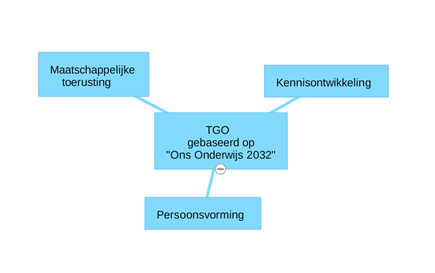 Maatschappelijke
toerusting
Kennisontwikkeling
TGO
gebaseerd op
"Ons Onderwijs 2032"
Persoonsvorming